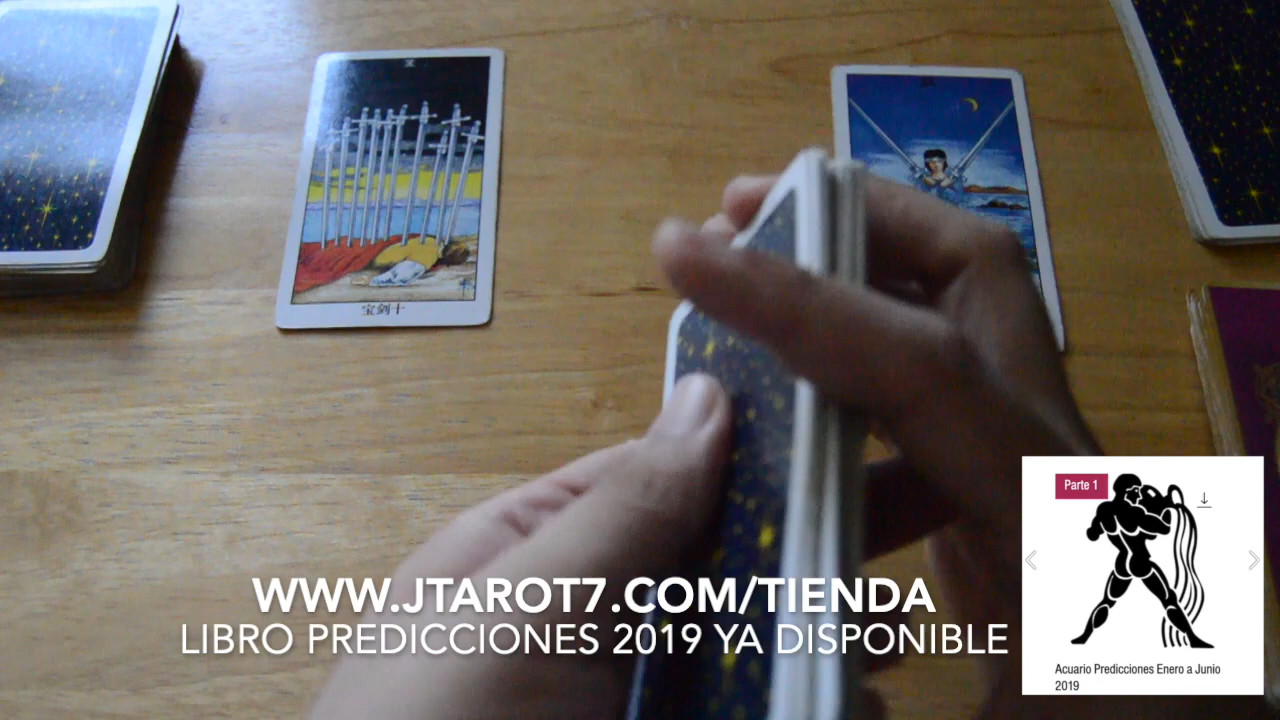 宝剑十
WWW.JTAROT7.COM/TIENDA
LIBRO PREDICCIONES 2019 YA DISPONIBLE
Parte 1
Acuario Predicciones Enero a Junio
2019